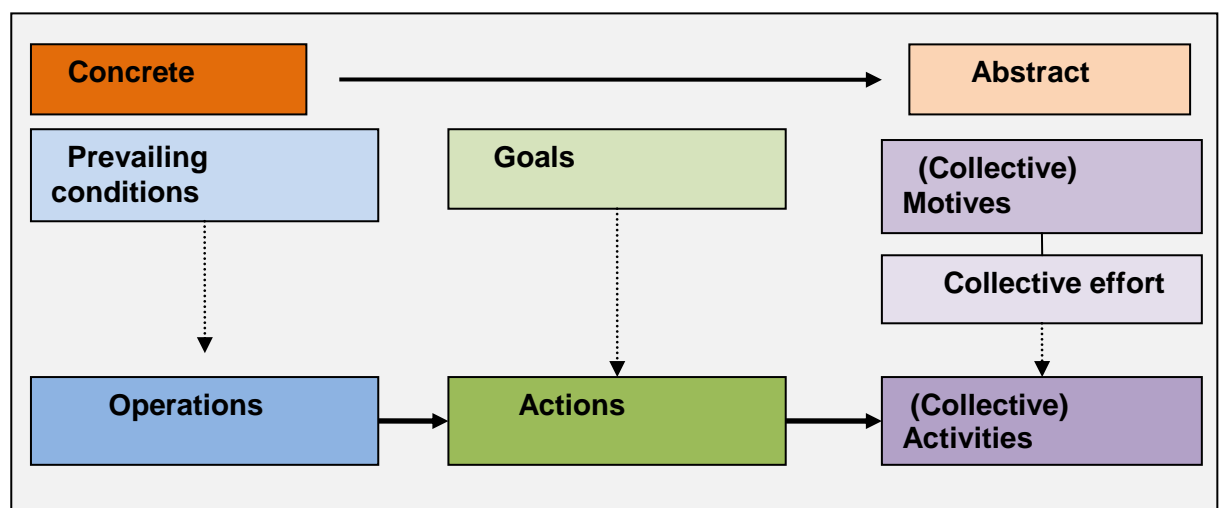 Concrete
Abstract
Prevailing
conditions
Goals
(Collective)
Motives
Collective effort
Operations
Actions
(Collective)
Activities